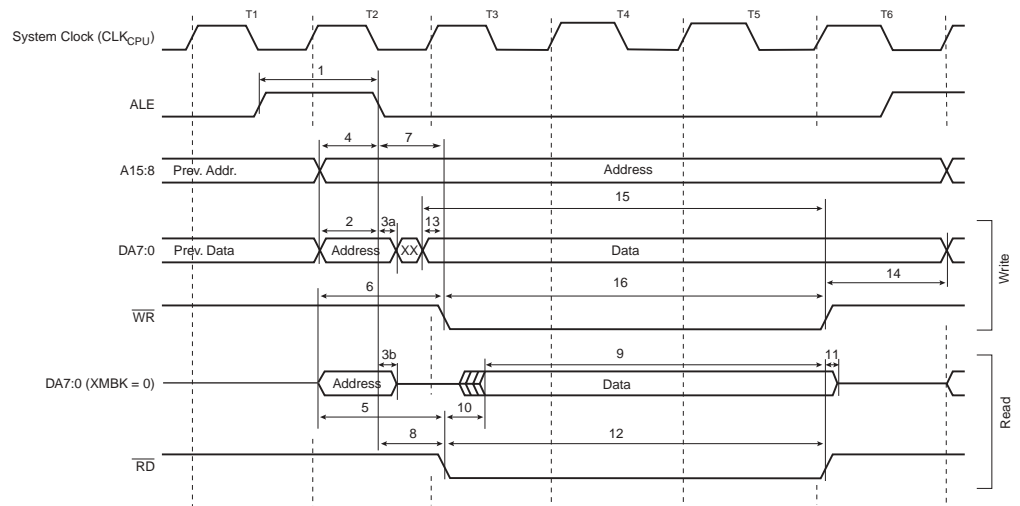 T1 T2 T3 T4 T5 T6
System Clock (CLKCPU)
1
ALE
4 7
A15:8 Prev. Addr. Address
15
2 3a 13
DA7:0 Prev. Data Address XX Data
14
6 16
WR
Write
3b 9 11
DA7:0 (XMBK = 0) Address Data
5 10
8 12
RD
Read